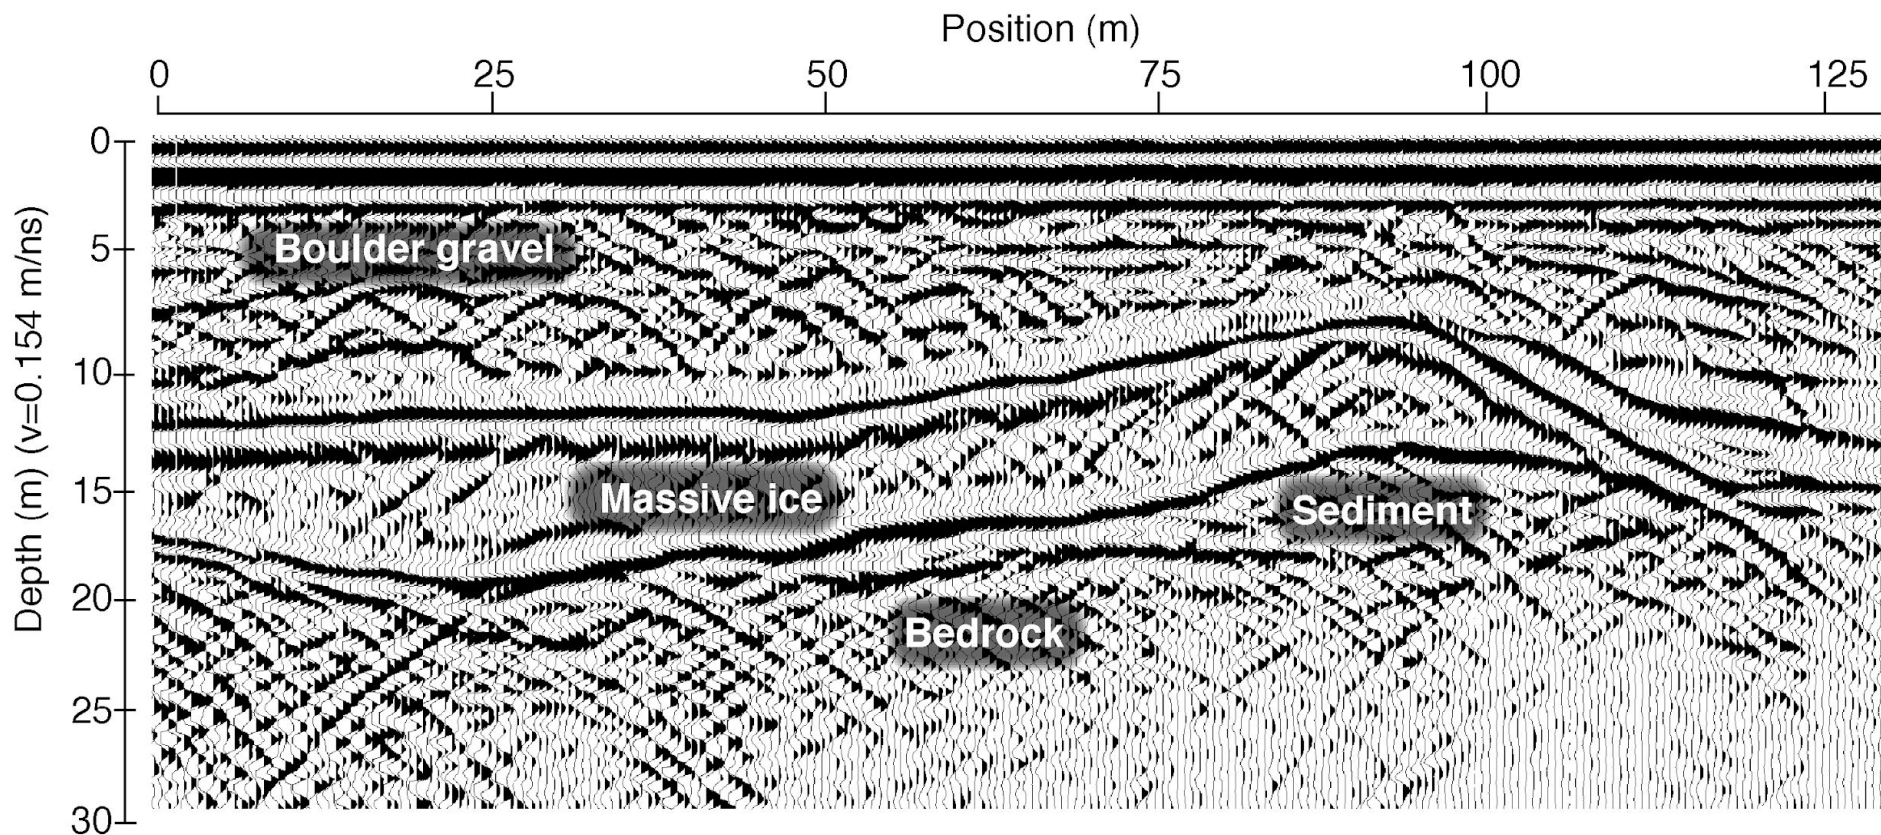 Position (m)
0 25 50 75 100 125
Depth (m) (v=0.154 m/ns)
0
5
10
15
20
25
30
Boulder gravel
Massive ice
Sediment
Bedrock